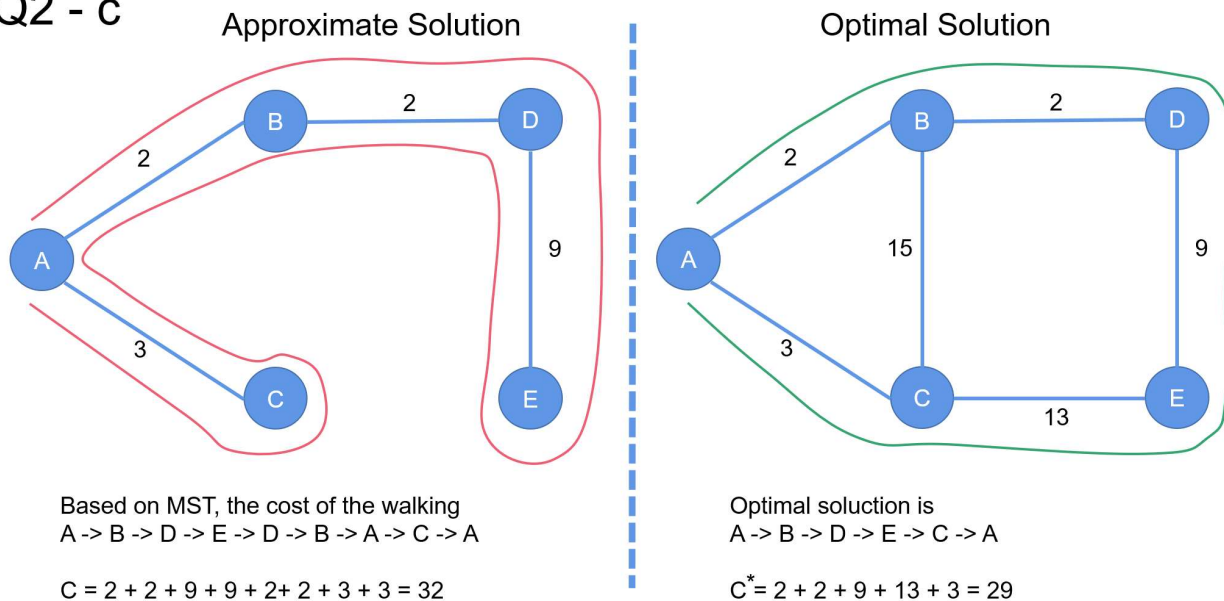 Q2 - c
Approximate Solution
B
2
D
2
A
9
3
C
E
Based on MST, the cost of the walking
A -> B -> D -> E -> D -> B -> A -> C -> A
C = 2 + 2 + 9 + 9 + 2+ 2 + 3 + 3 = 32
Optimal Solution
B
2
D
2
A
15
9
3
C
13
E
Optimal soluction is
A -> B -> D -> E -> C -> A
C*= 2 + 2 + 9 + 13 + 3 = 29